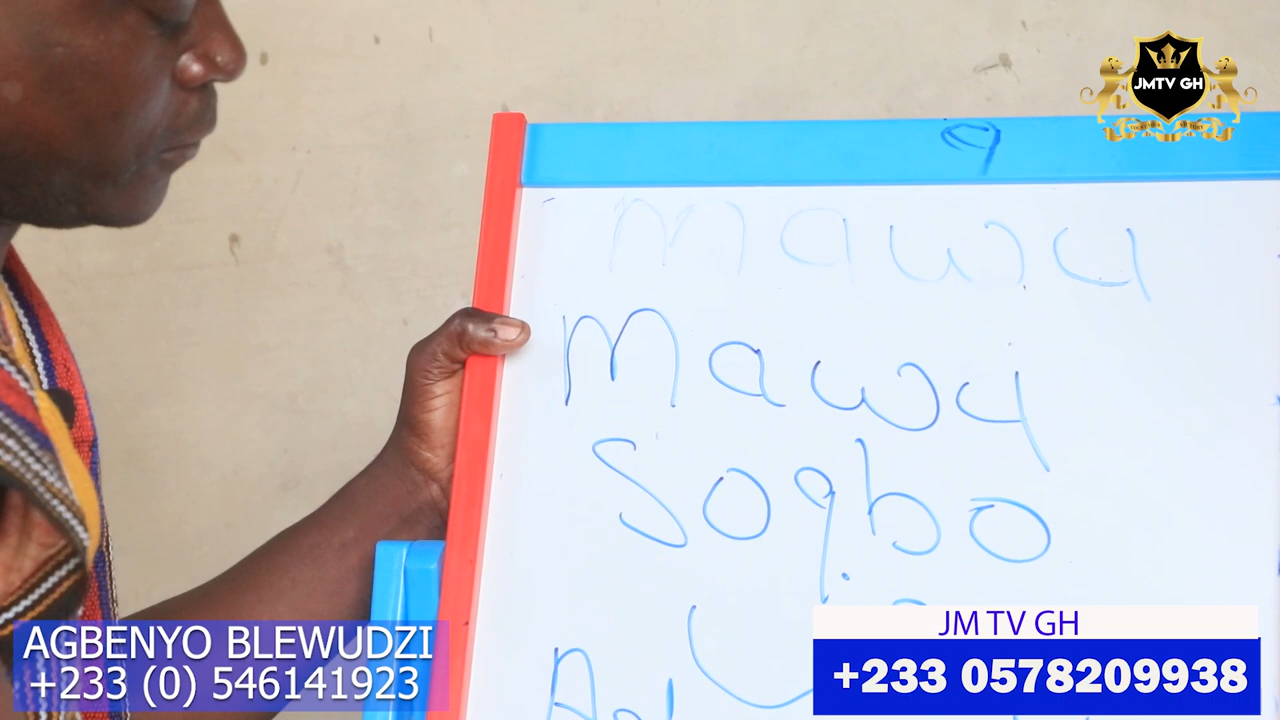 JMTV GH
9
Mawu
Mawu
Sogbo
AGBENYO BLEWUDZI
+233 (0) 546141923
JM TV GH
+233 0578209938